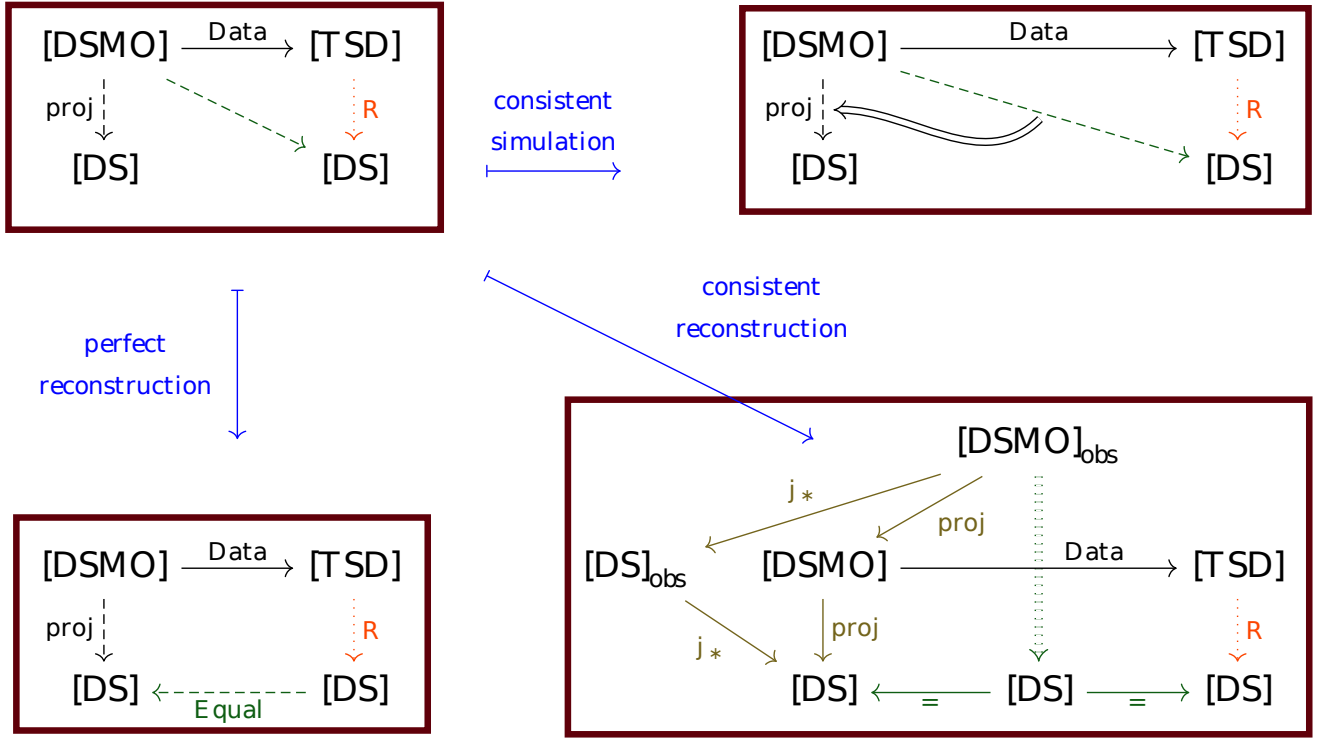 [DSMO] Data [TSD]
proj R
[DS] [DS]
consistent
simulation
[DSMO] Data [TSD]
proj R
[DS] [DS]
perfect
reconstruction
consistent
reconstruction
[DSMO] Data [TSD]
proj R
[DS] [DS]
Equal
[DSMO]obs
j * proj
[DS]obs [DSMO] Data [TSD]
j * proj R
[DS] = [DS] = [DS]